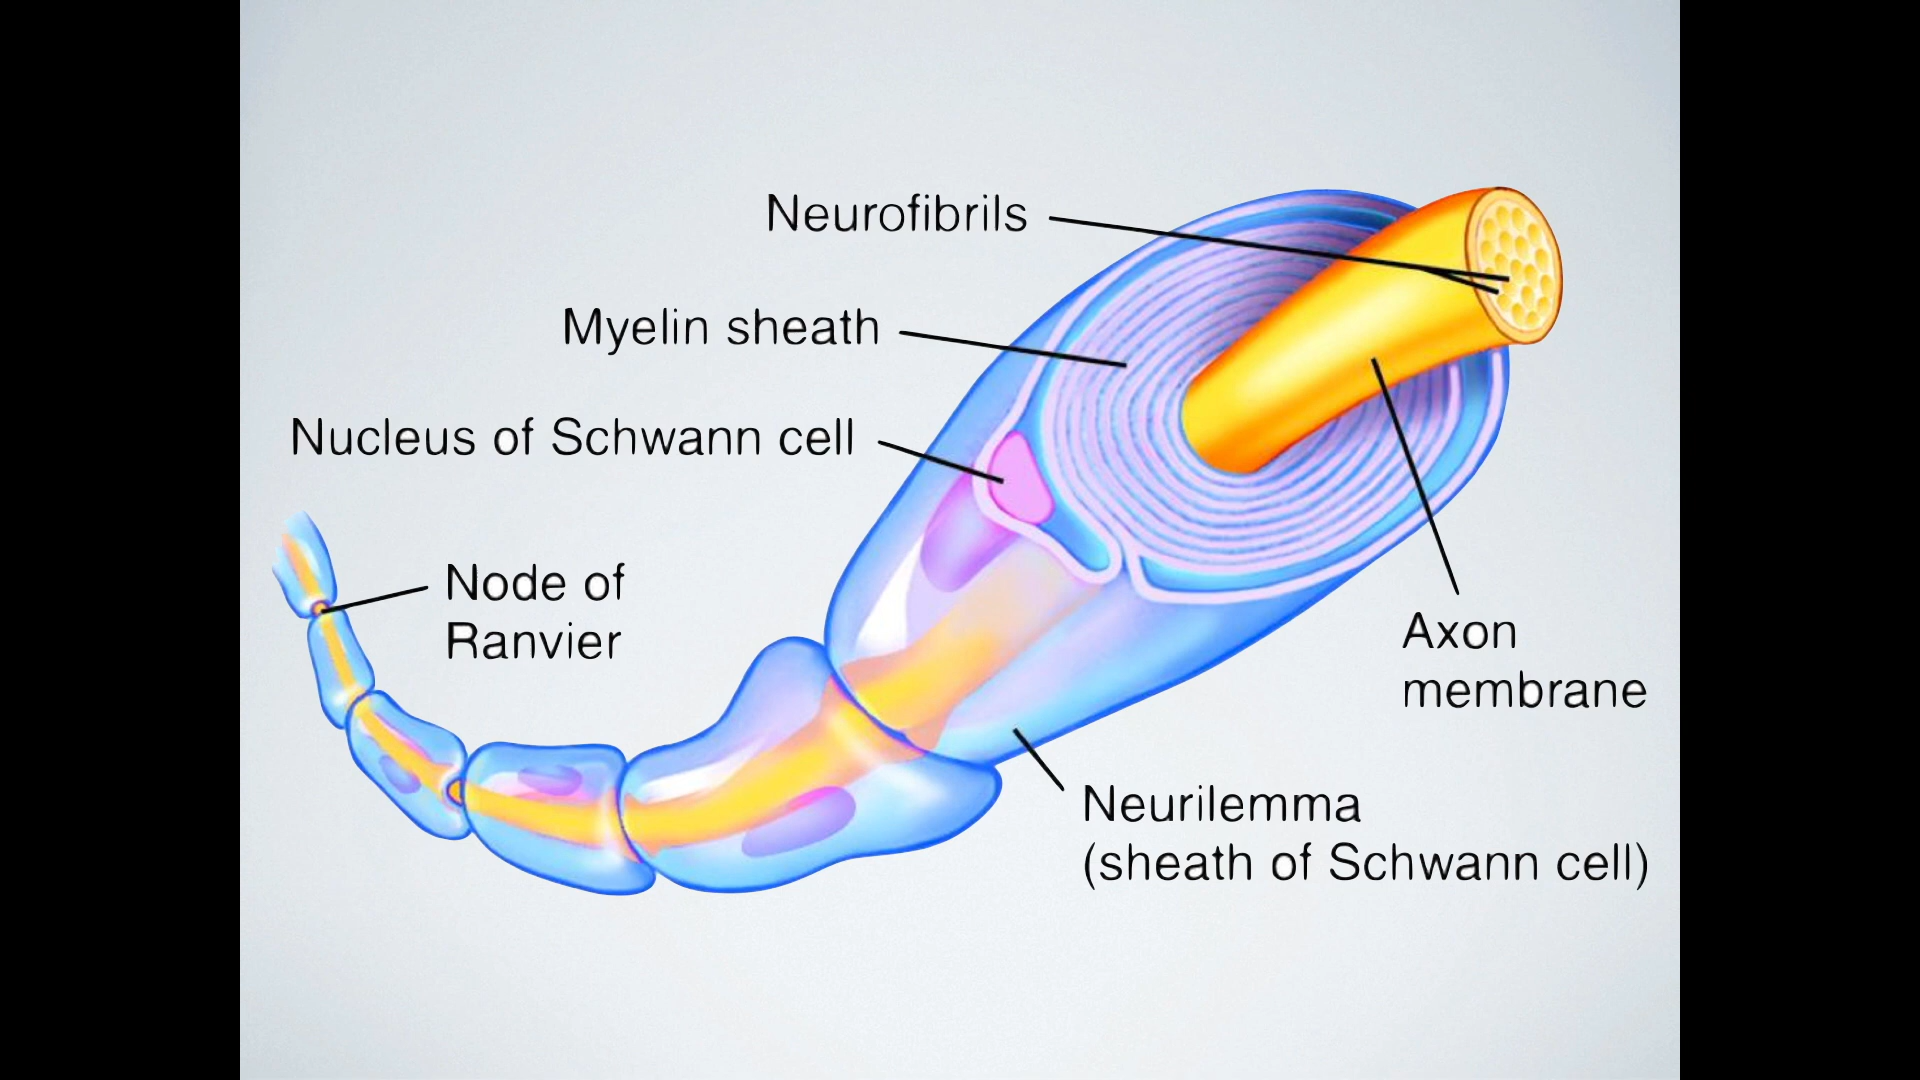 Neurofibrils
Myelin sheath
Nucleus of Schwann cell
Node of
Ranvier
Axon
membrane
Neurilemma
(sheath of Schwann cell)